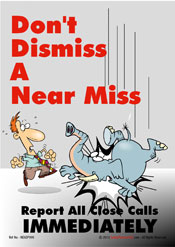 Don't
Dismiss
A
Near Miss
Report All Close Calls
IMMEDIATELY